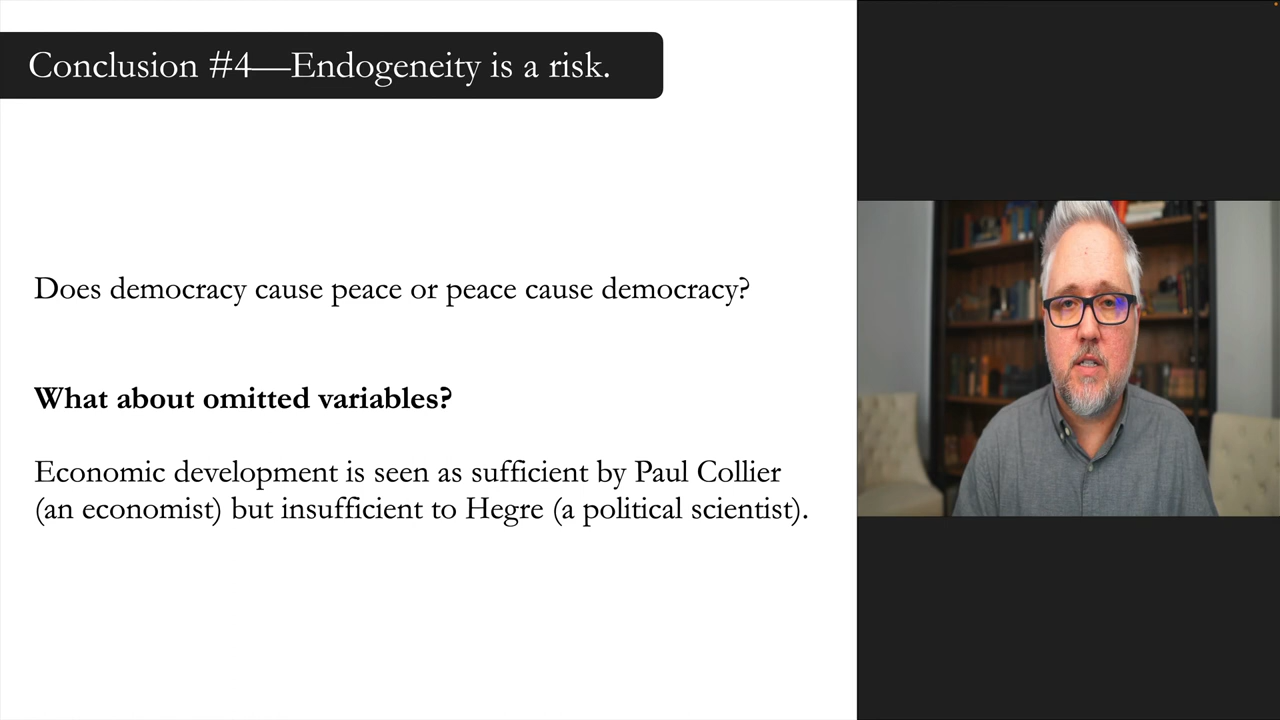 Conclusion #4—Endogeneity is a risk.
Does democracy cause peace or peace cause democracy?
What about omitted variables?
Economic development is seen as sufficient by Paul Collier
(an economist) but insufficient to Hegre (a political scientist).